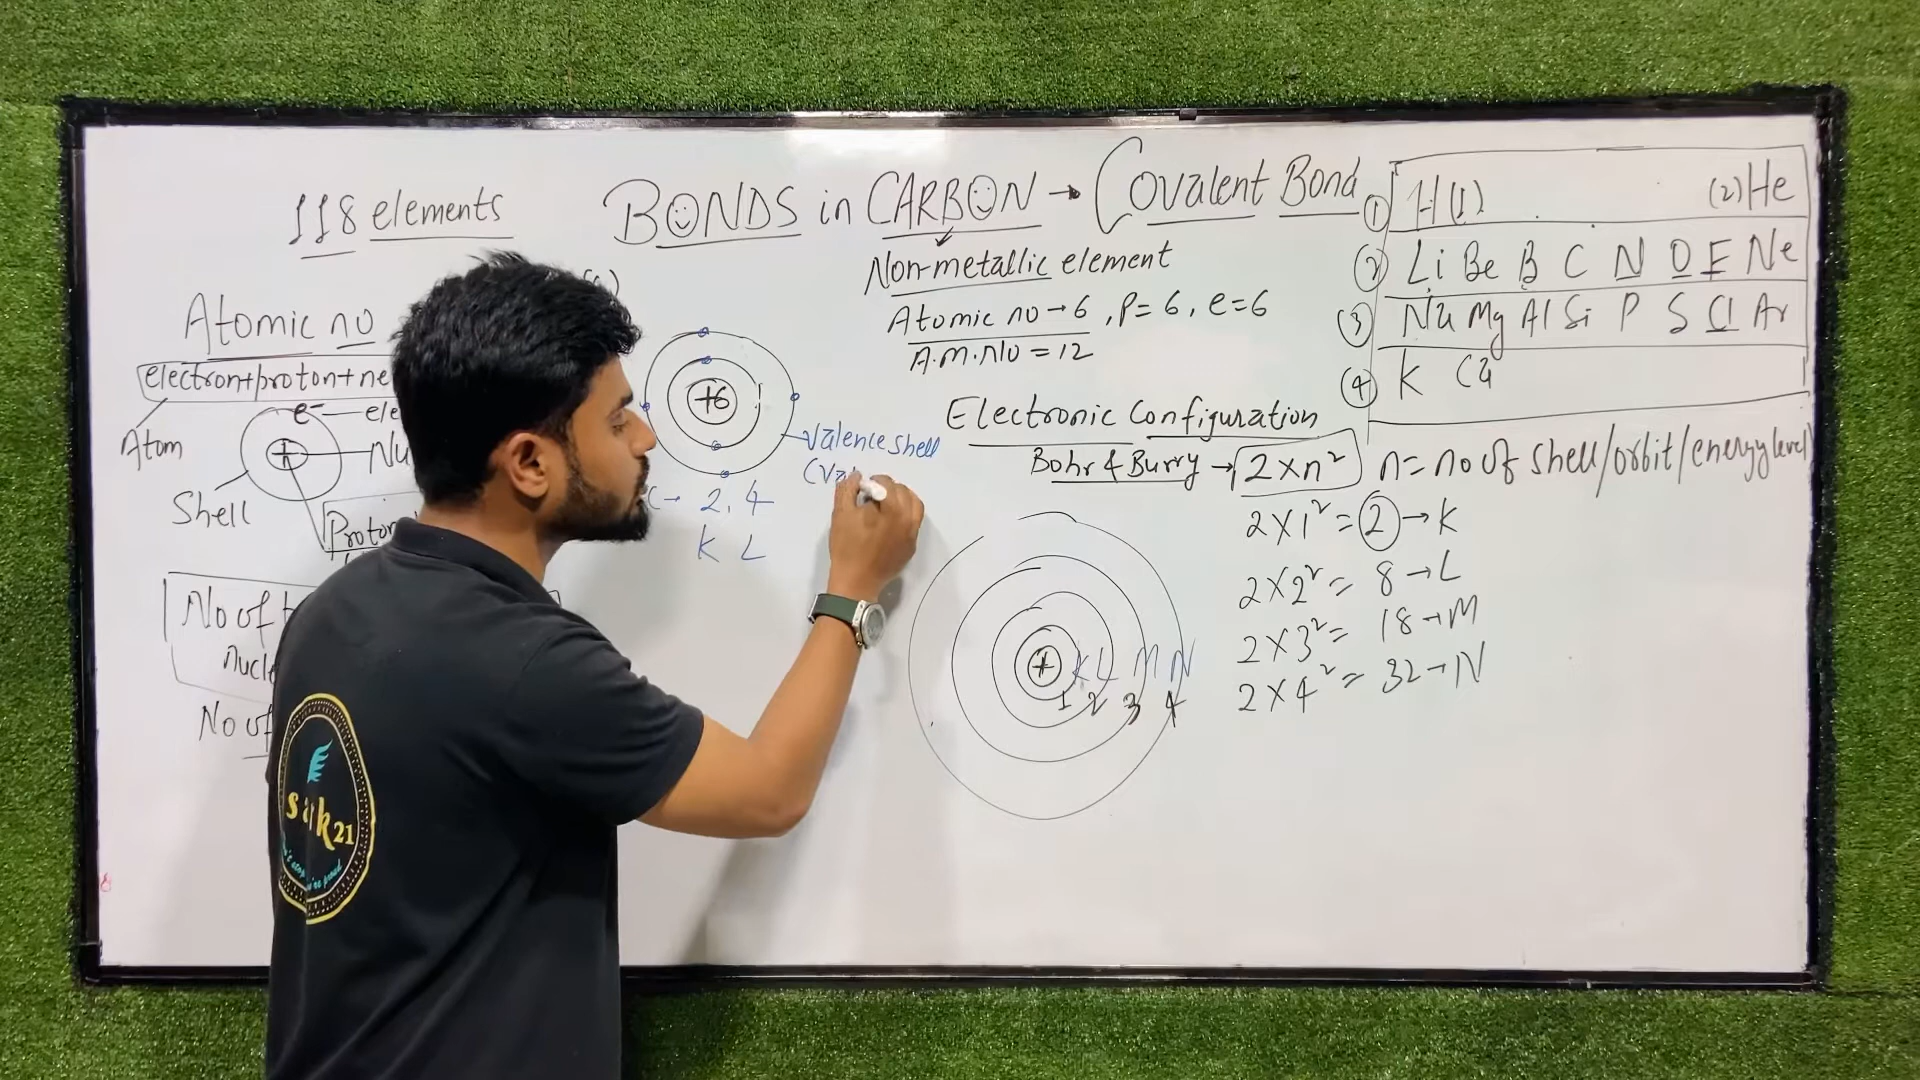 118 elements
BONDS in CARBON → Covalent Bond
Non-metallic element
Atomic no → 6, P = 6, e = 6
A.M.No = 12
Atomic no
electron+proton+ne
e-
ele
Nu
Atom
Shell
Proton
No of
nucle
No of
+6
Valence shell
(Va
C → 2, 4
K L
Electronic Configuration
Bohr & Burry → 2×n²
n = no of shell/orbit/energy level
2×1² = 2 → K
2×2² = 8 → L
2×3² = 18 → M
2×4² = 32 → N
+ K L M N
1 2 3 4
① H(1) (2)He
② Li Be B C N O F Ne
(3) Na Mg Al Si P S Cl Ar
④ K Ca
sark21